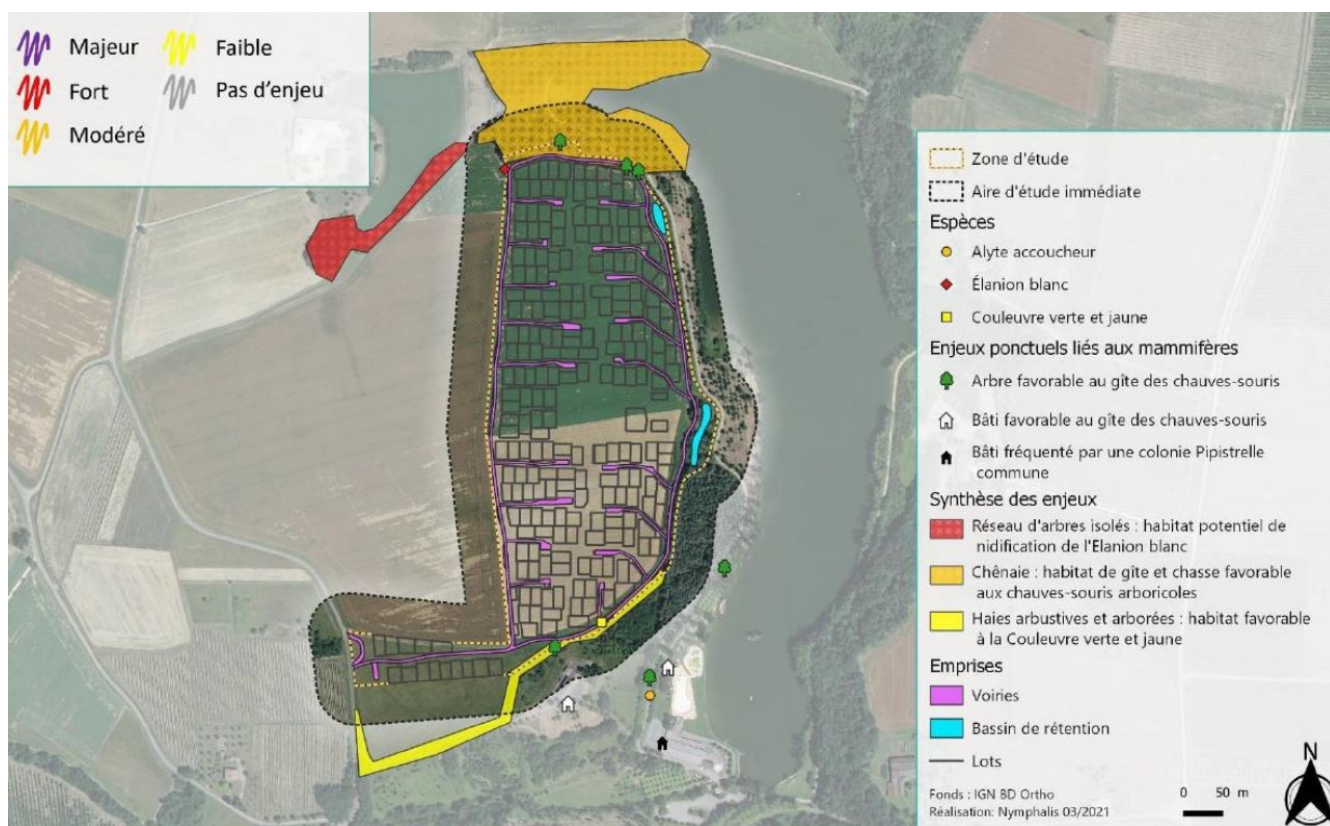 Majeur
Faible
Fort
Pas d'enjeu
Modéré
Zone d'étude
Aire d'étude immédiate
Espèces
Alyte accoucheur
Élanion blanc
Couleuvre verte et jaune
Enjeux ponctuels liés aux mammifères
Arbre favorable au gîte des chauves-souris
Bâti favorable au gîte des chauves-souris
Bâti fréquenté par une colonie Pipistrelle
commune
Synthèse des enjeux
Réseau d'arbres isolés : habitat potentiel de
nidification de l'Elanion blanc
Chênaie : habitat de gîte et chasse favorable
aux chauves-souris arboricoles
Haies arbustives et arborées : habitat favorable
à la Couleuvre verte et jaune
Emprises
Voiries
Bassin de rétention
Lots
Fonds : IGN BD Ortho
Réalisation: Nymphalis 03/2021
0 50 m
N